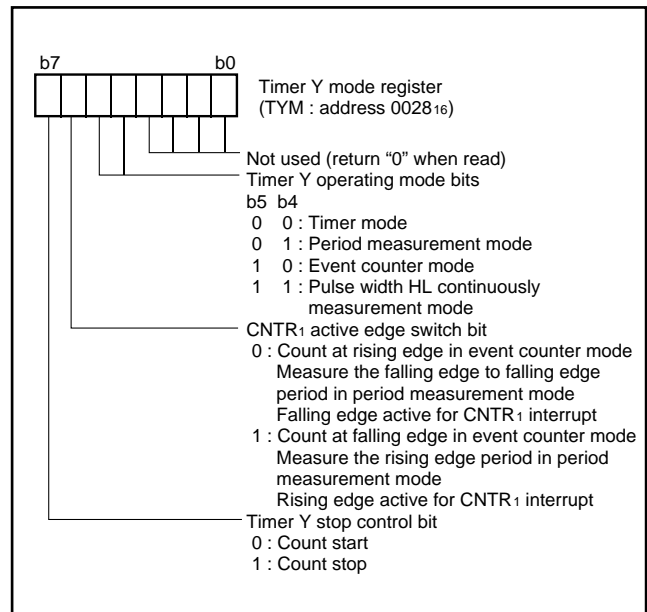 b7 b0
Timer Y mode register
(TYM : address 002816)
Not used (return “0” when read)
Timer Y operating mode bits
b5 b4
0 0 : Timer mode
0 1 : Period measurement mode
1 0 : Event counter mode
1 1 : Pulse width HL continuously
measurement mode
CNTR1 active edge switch bit
0 : Count at rising edge in event counter mode
Measure the falling edge to falling edge
period in period measurement mode
Falling edge active for CNTR1 interrupt
1 : Count at falling edge in event counter mode
Measure the rising edge period in period
measurement mode
Rising edge active for CNTR1 interrupt
Timer Y stop control bit
0 : Count start
1 : Count stop